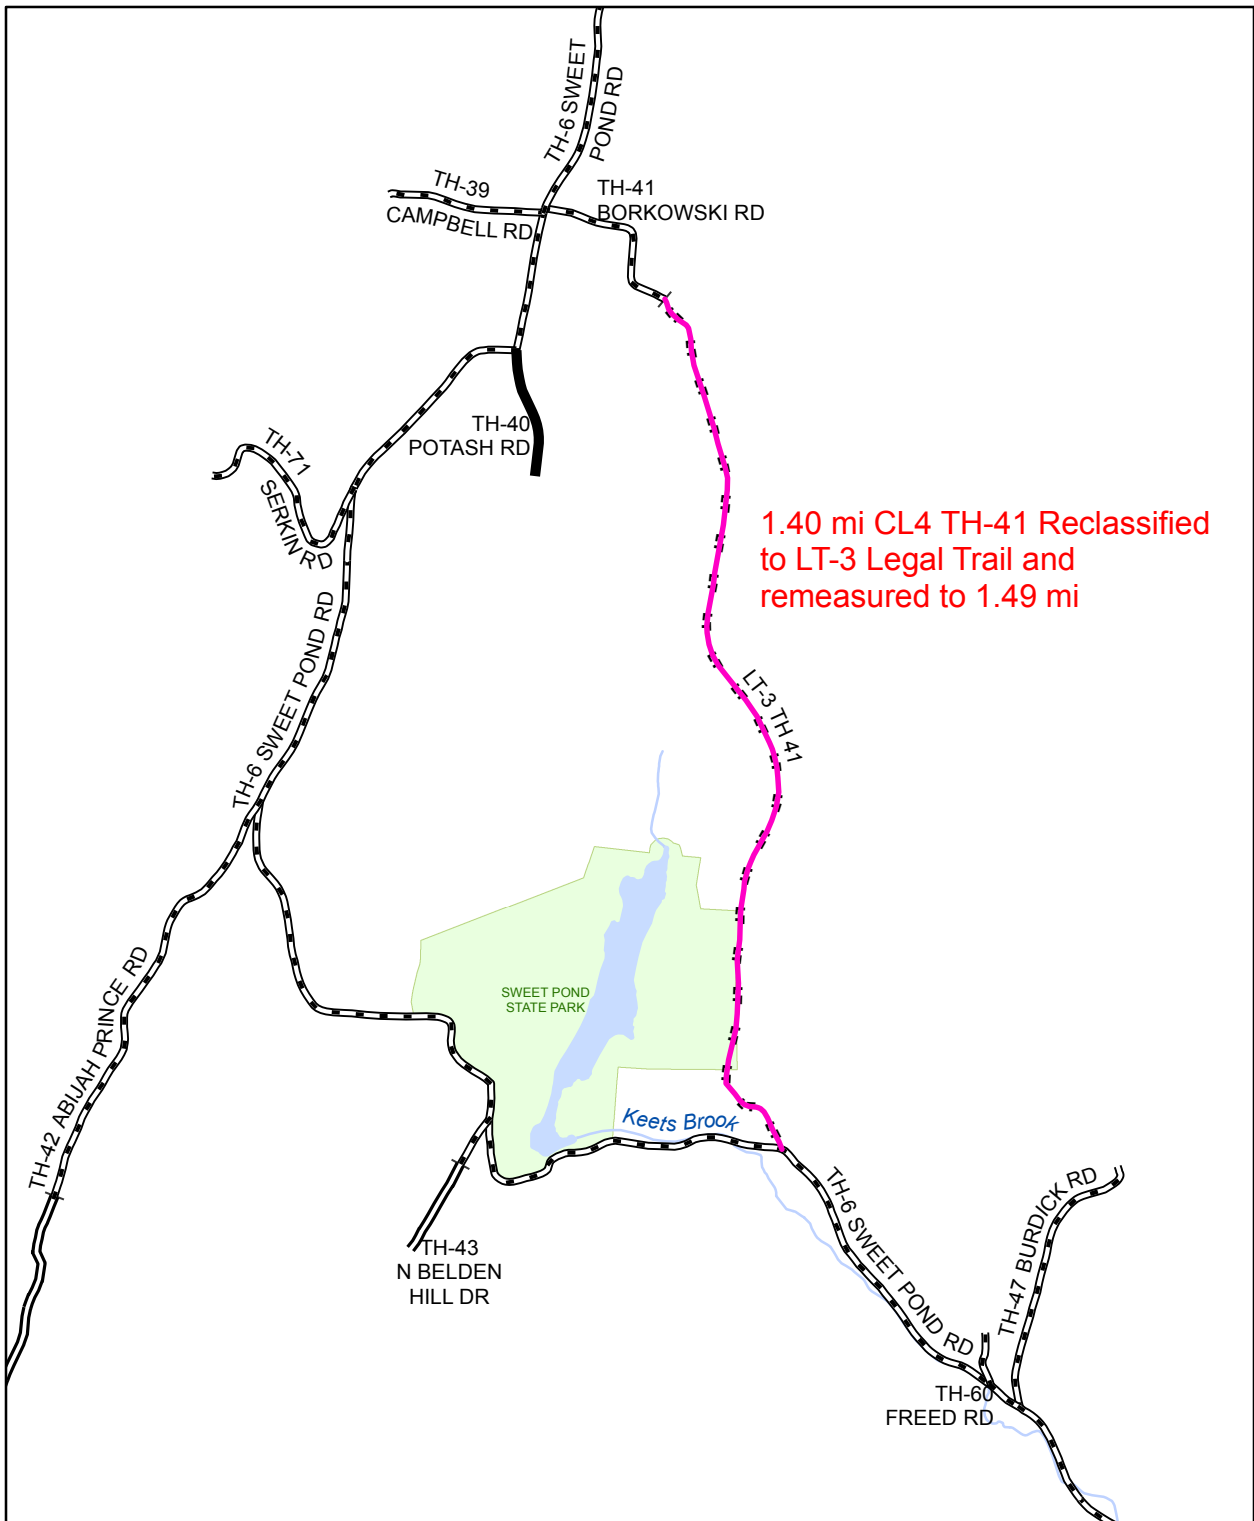 TH-6 SWEET
POND RD
TH-39
CAMPBELL RD
TH-41
BORKOWSKI RD
TH-40
POTASH RD
TH-71
SERKIN RD
1.40 mi CL4 TH-41 Reclassified
to LT-3 Legal Trail and
remeasured to 1.49 mi
TH-6 SWEET POND RD
LT-3 TH 41
SWEET POND
STATE PARK
TH-42 ABIJAH PRINCE RD
Keets Brook
TH-43
N BELDEN
HILL DR
TH-6 SWEET POND RD
TH-47 BURDICK RD
TH-60
FREED RD